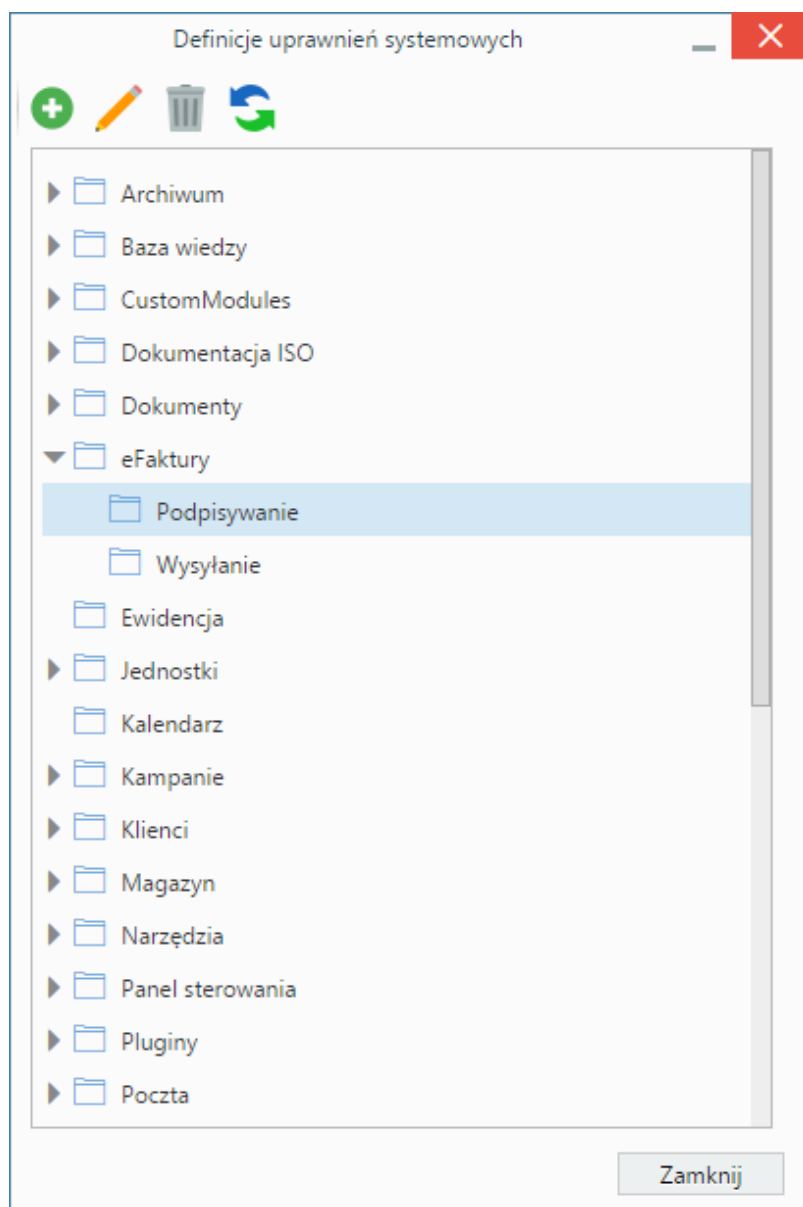 Definicje uprawnień systemowych
Archiwum
Baza wiedzy
CustomModules
Dokumentacja ISO
Dokumenty
eFaktury
Podpisywanie
Wysyłanie
Ewidencja
Jednostki
Kalendarz
Kampanie
Klienci
Magazyn
Narzędzia
Panel sterowania
Pluginy
Poczta
Zamknij